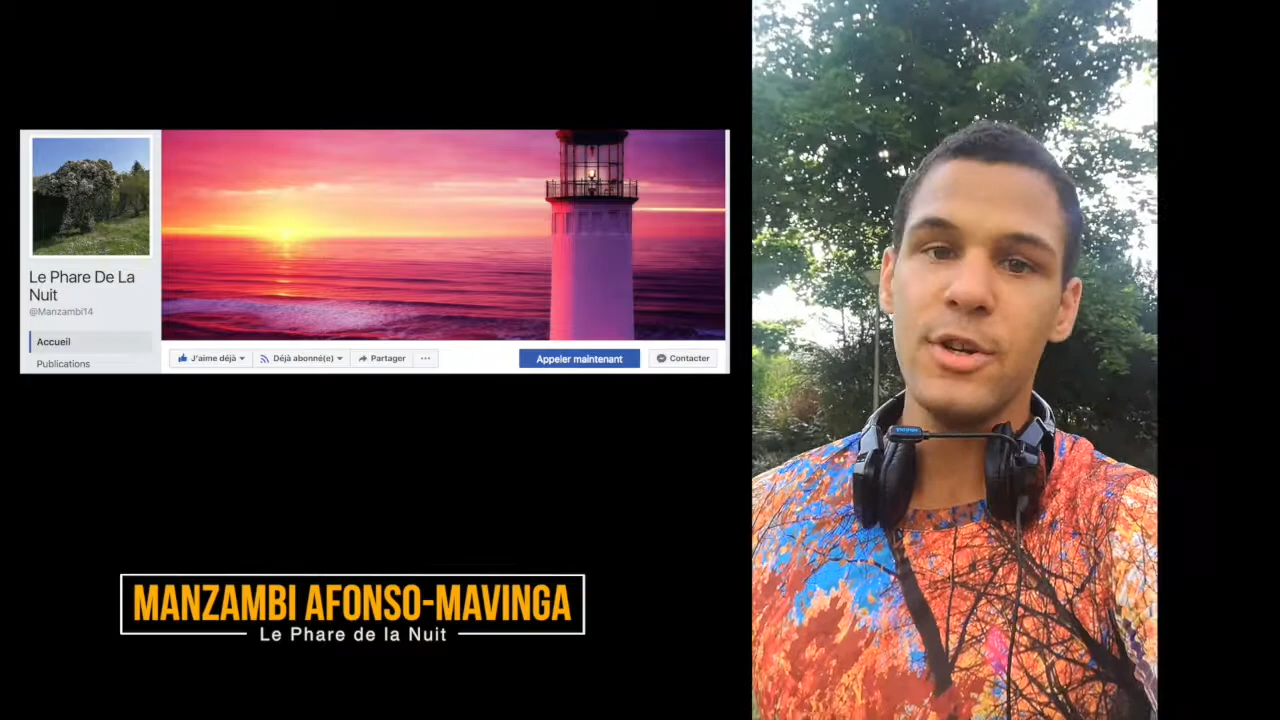 Le Phare De La
Nuit
@Manzambi14
Accueil
Publications
J'aime déjà
Déjà abonné(e)
Partager
Appeler maintenant
Contacter
MANZAMBI AFONSO-MAVINGA
Le Phare de la Nuit